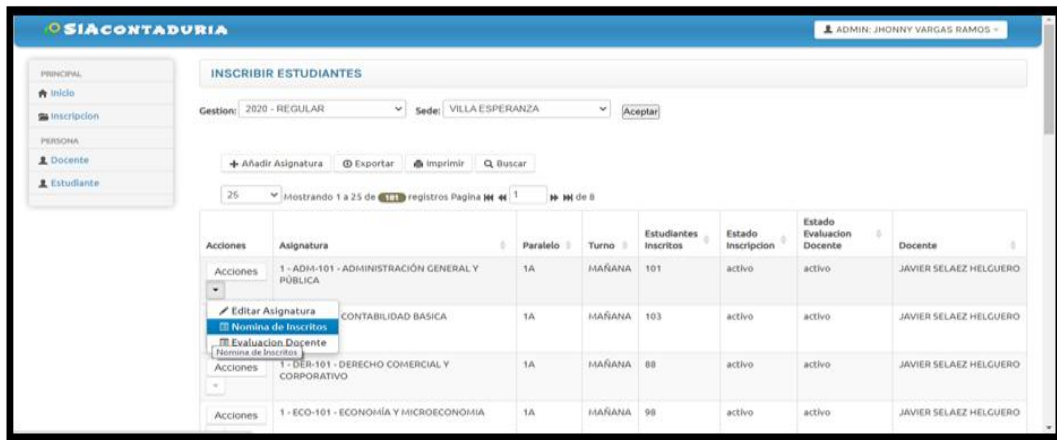 SIACONTADURIA
ADMIN: JHONNY VARGAS RAMOS
PRINCIPAL
Inicio
Inscripcion
PERSONA
Docente
Estudiante
INSCRIBIR ESTUDIANTES
Gestion: 2020 - REGULAR Sede: VILLA ESPERANZA Aceptar
Añadir Asignatura Exportar Imprimir Buscar
25 Mostrando 1 a 25 de 181 registros Pagina 1 de 8
Acciones Asignatura Paralelo Turno Estudiantes Inscritos Estado Inscripcion Estado Evaluacion Docente Docente
Acciones 1 - ADM-101 - ADMINISTRACIÓN GENERAL Y PÚBLICA 1A MAÑANA 101 activo activo JAVIER SELAEZ HELGUERO
Editar Asignatura
Nomina de Inscritos
Evaluacion Docente
Nomina de Inscritos
CONTABILIDAD BASICA 1A MAÑANA 103 activo activo JAVIER SELAEZ HELGUERO
Acciones 1 - DER-101 - DERECHO COMERCIAL Y CORPORATIVO 1A MAÑANA 88 activo activo JAVIER SELAEZ HELGUERO
Acciones 1 - ECO-101 - ECONOMÍA Y MICROECONOMIA 1A MAÑANA 98 activo activo JAVIER SELAEZ HELGUERO